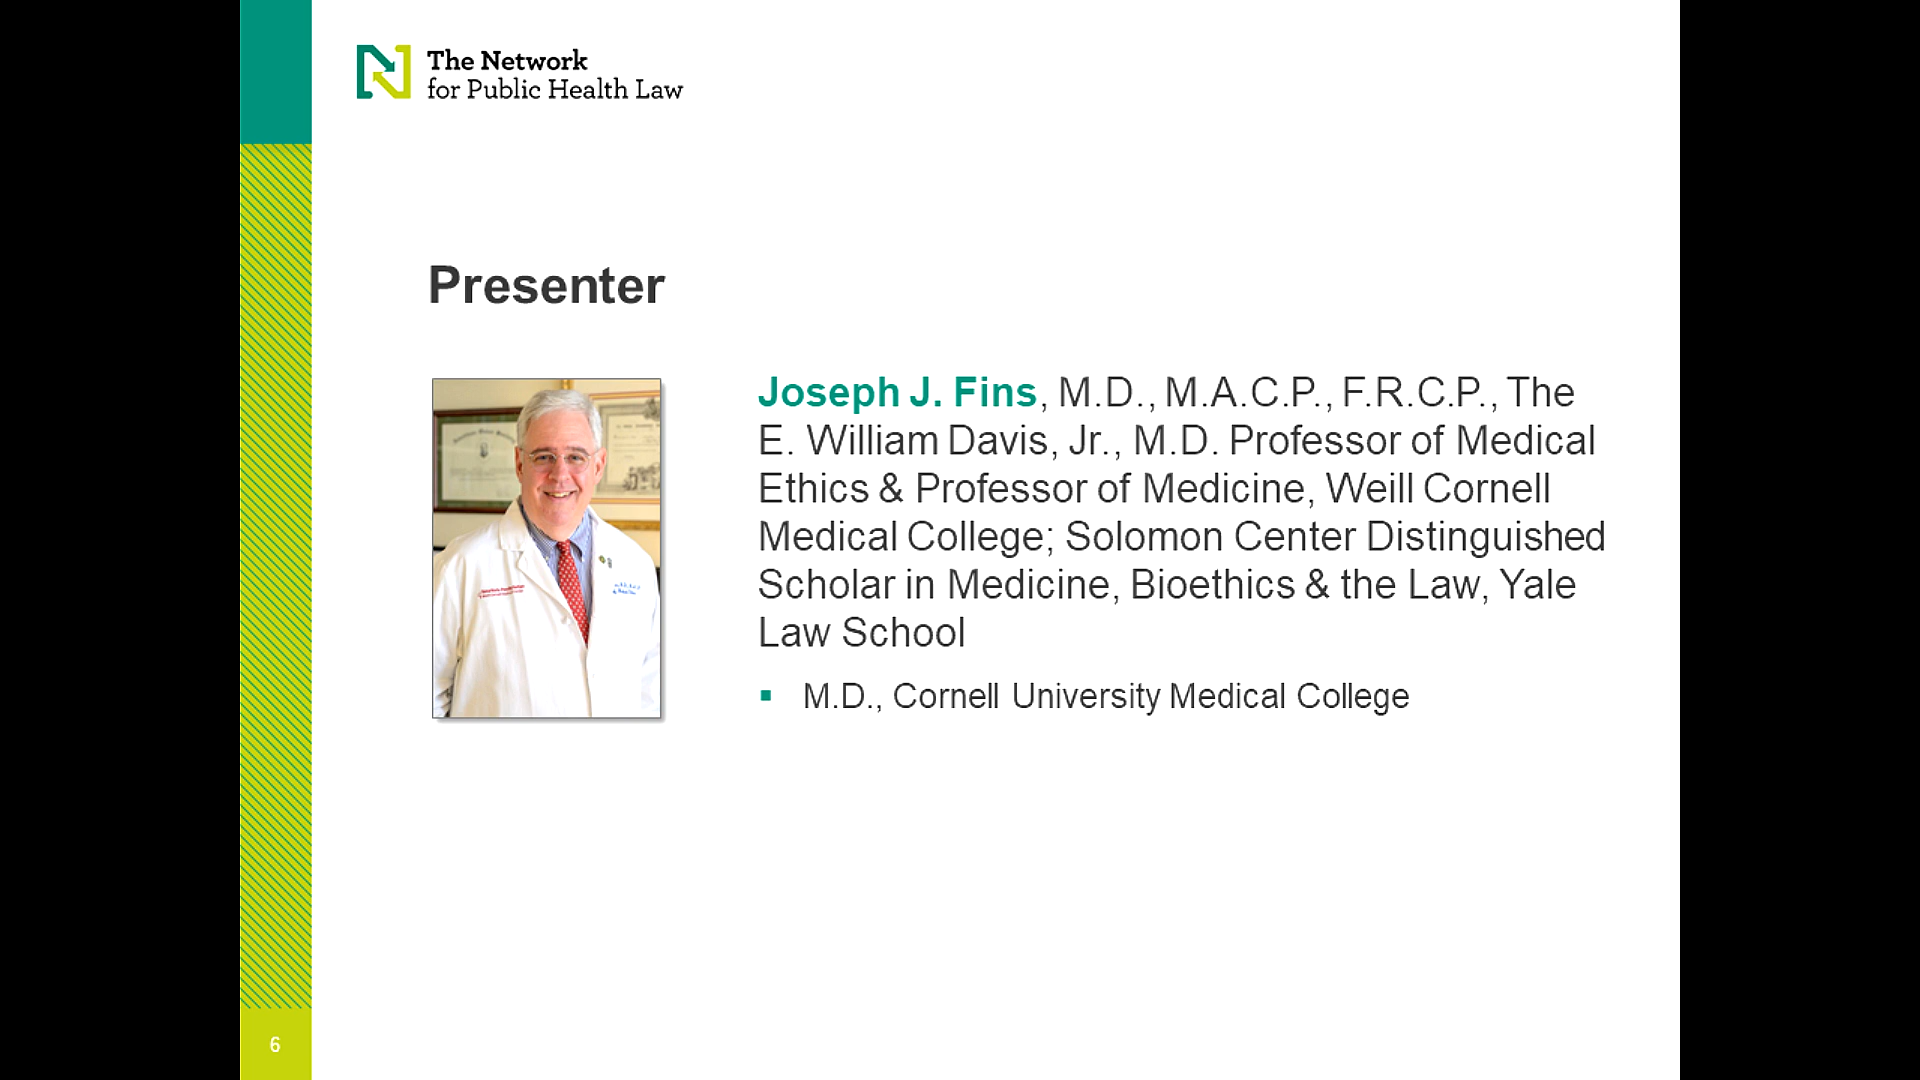 The Network
for Public Health Law
Presenter
Joseph J. Fins, M.D., M.A.C.P., F.R.C.P., The
E. William Davis, Jr., M.D. Professor of Medical
Ethics & Professor of Medicine, Weill Cornell
Medical College; Solomon Center Distinguished
Scholar in Medicine, Bioethics & the Law, Yale
Law School
▪ M.D., Cornell University Medical College
6